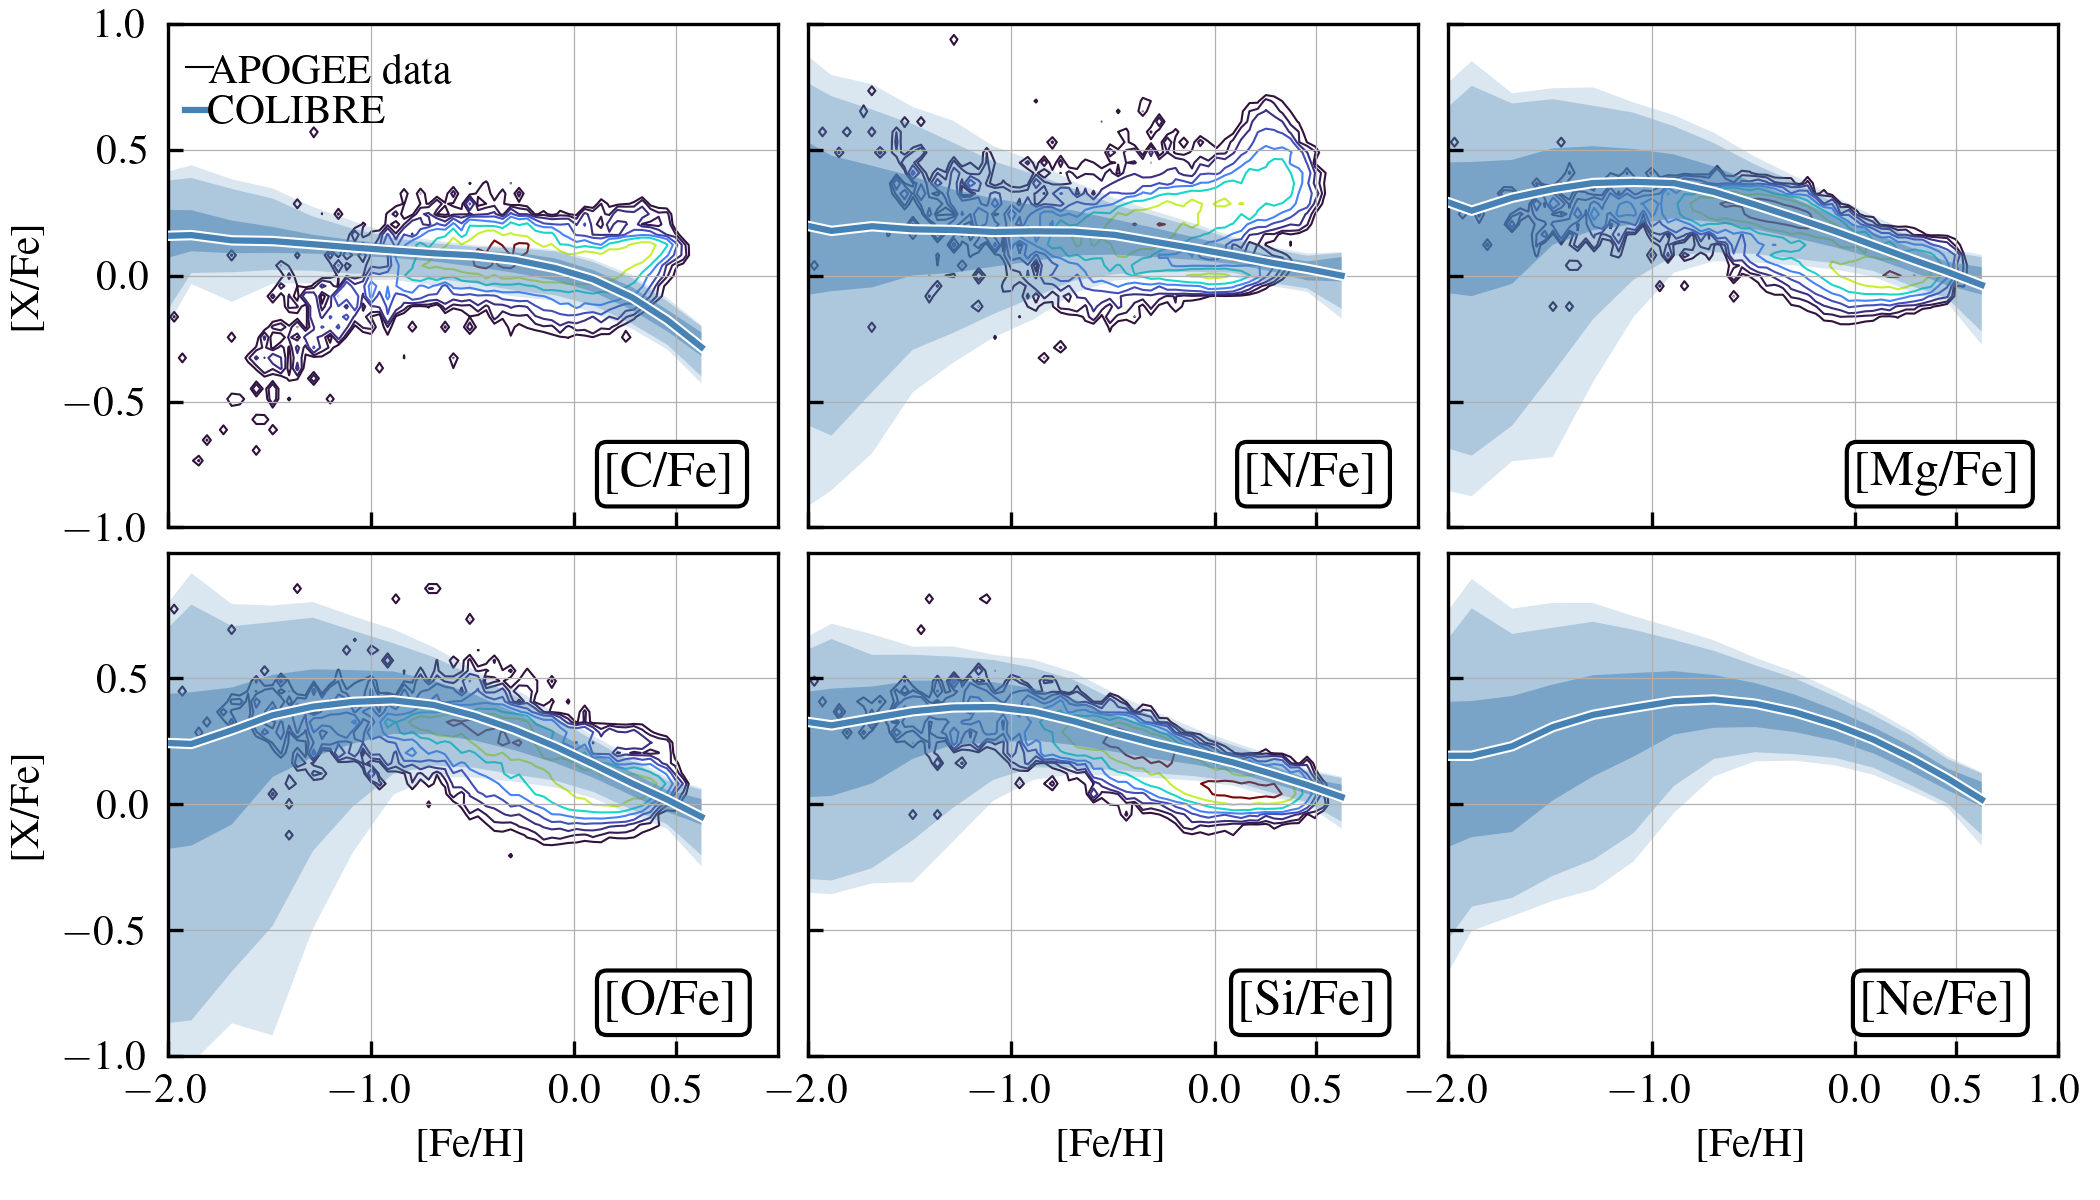 1.0
APOGEE data
COLIBRE
0.5
[X/Fe]
0.0
−0.5
[C/Fe]
[N/Fe]
[Mg/Fe]
−1.0
0.5
[X/Fe]
0.0
−0.5
[O/Fe]
[Si/Fe]
[Ne/Fe]
−1.0
−2.0 −1.0 0.0 0.5 −2.0 −1.0 0.0 0.5 −2.0 −1.0 0.0 0.5 1.0
[Fe/H] [Fe/H] [Fe/H]